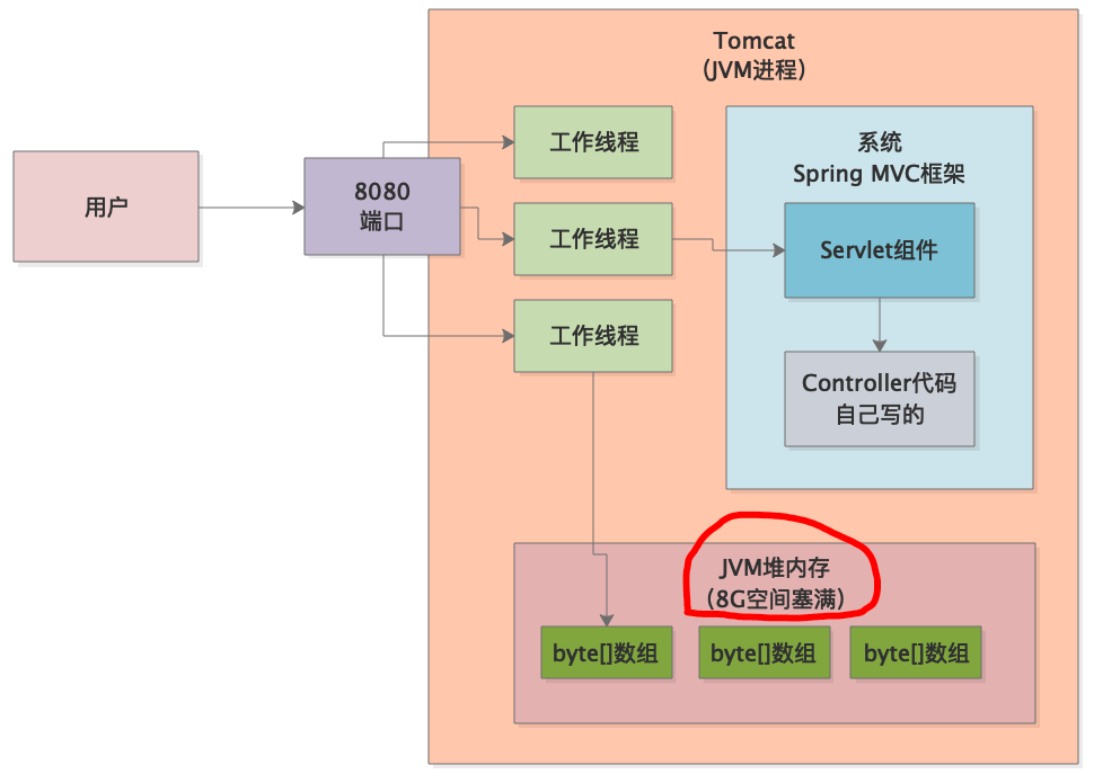 Tomcat
（JVM进程）
工作线程
系统
Spring MVC框架
用户
8080
端口
工作线程
Servlet组件
工作线程
Controller代码
自己写的
JVM堆内存
（8G空间塞满）
byte[]数组
byte[]数组
byte[]数组